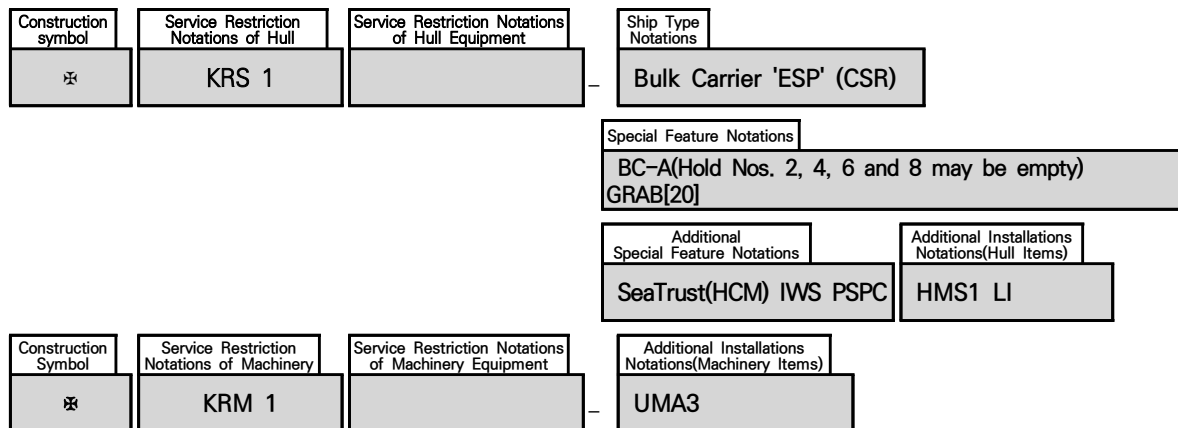 Construction symbol
Service Restriction Notations of Hull
Service Restriction Notations of Hull Equipment
Ship Type Notations
✠
KRS 1
–
Bulk Carrier 'ESP' (CSR)
Special Feature Notations
BC-A(Hold Nos. 2, 4, 6 and 8 may be empty)
GRAB[20]
Additional
Special Feature Notations
Additional Installations
Notations(Hull Items)
SeaTrust(HCM) IWS PSPC
HMS1 LI
Construction Symbol
Service Restriction Notations of Machinery
Service Restriction Notations of Machinery Equipment
Additional Installations Notations(Machinery Items)
✠
KRM 1
–
UMA3